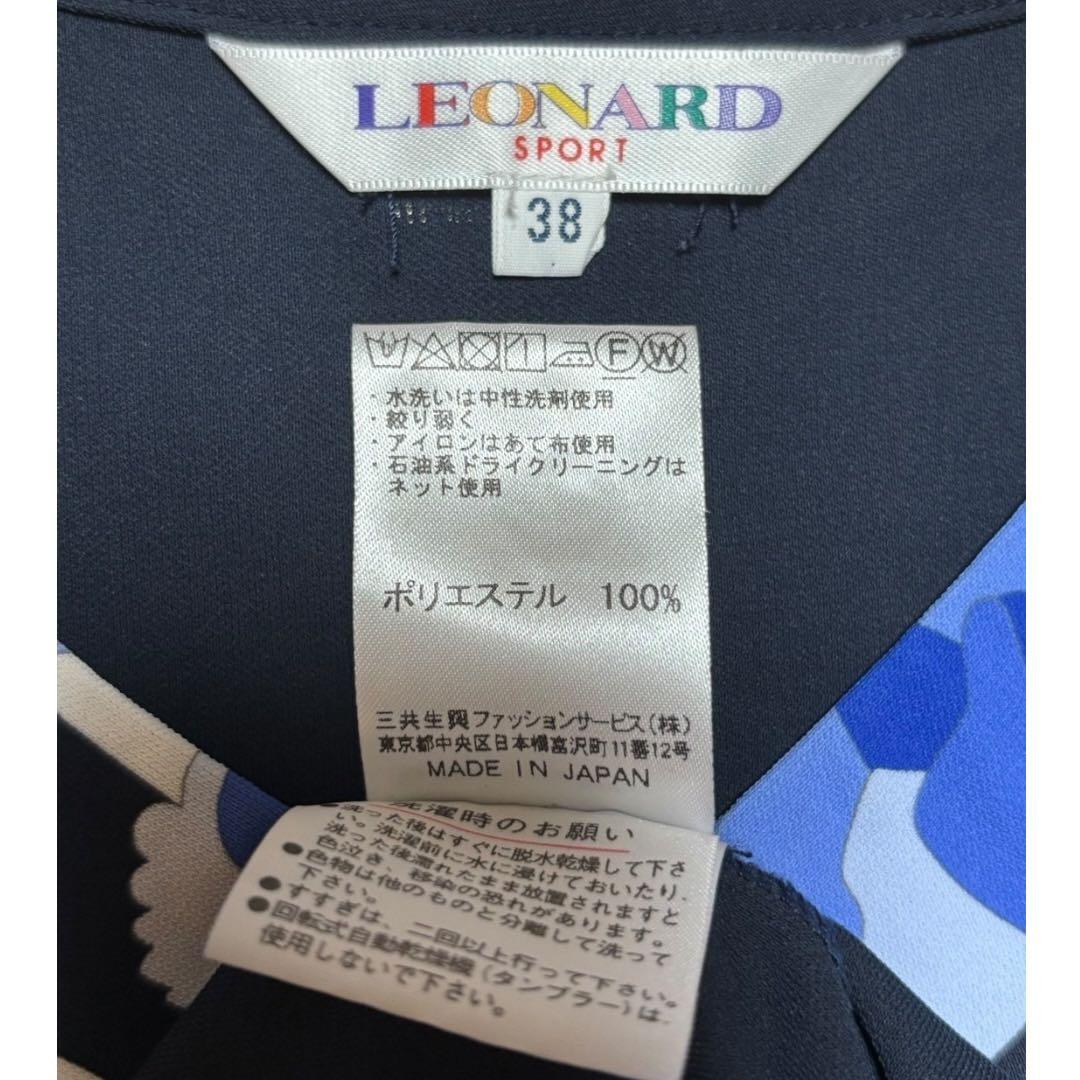 LEONARD
SPORT
38
F W
・水洗いは中性洗剤使用
・絞り弱く
・アイロンはあて布使用
・石油系ドライクリーニングは
ネット使用
ポリエステル 100%
三共生興ファッションサービス(株)
東京都中央区日本橋富沢町11番12号
MADE IN JAPAN
洗濯時のお願い
●洗った後はすぐに脱水乾燥して下さ
い。洗濯前に水に浸けておいたり、
洗った後濡れたまま放置されますと
色泣き、移染の恐れがあります。
●色物は他のものと分離して洗って
下さい。
●すすぎは、二回以上行って下さい。
●回転式自動乾燥機(タンブラー)は、
使用しないで下さい。